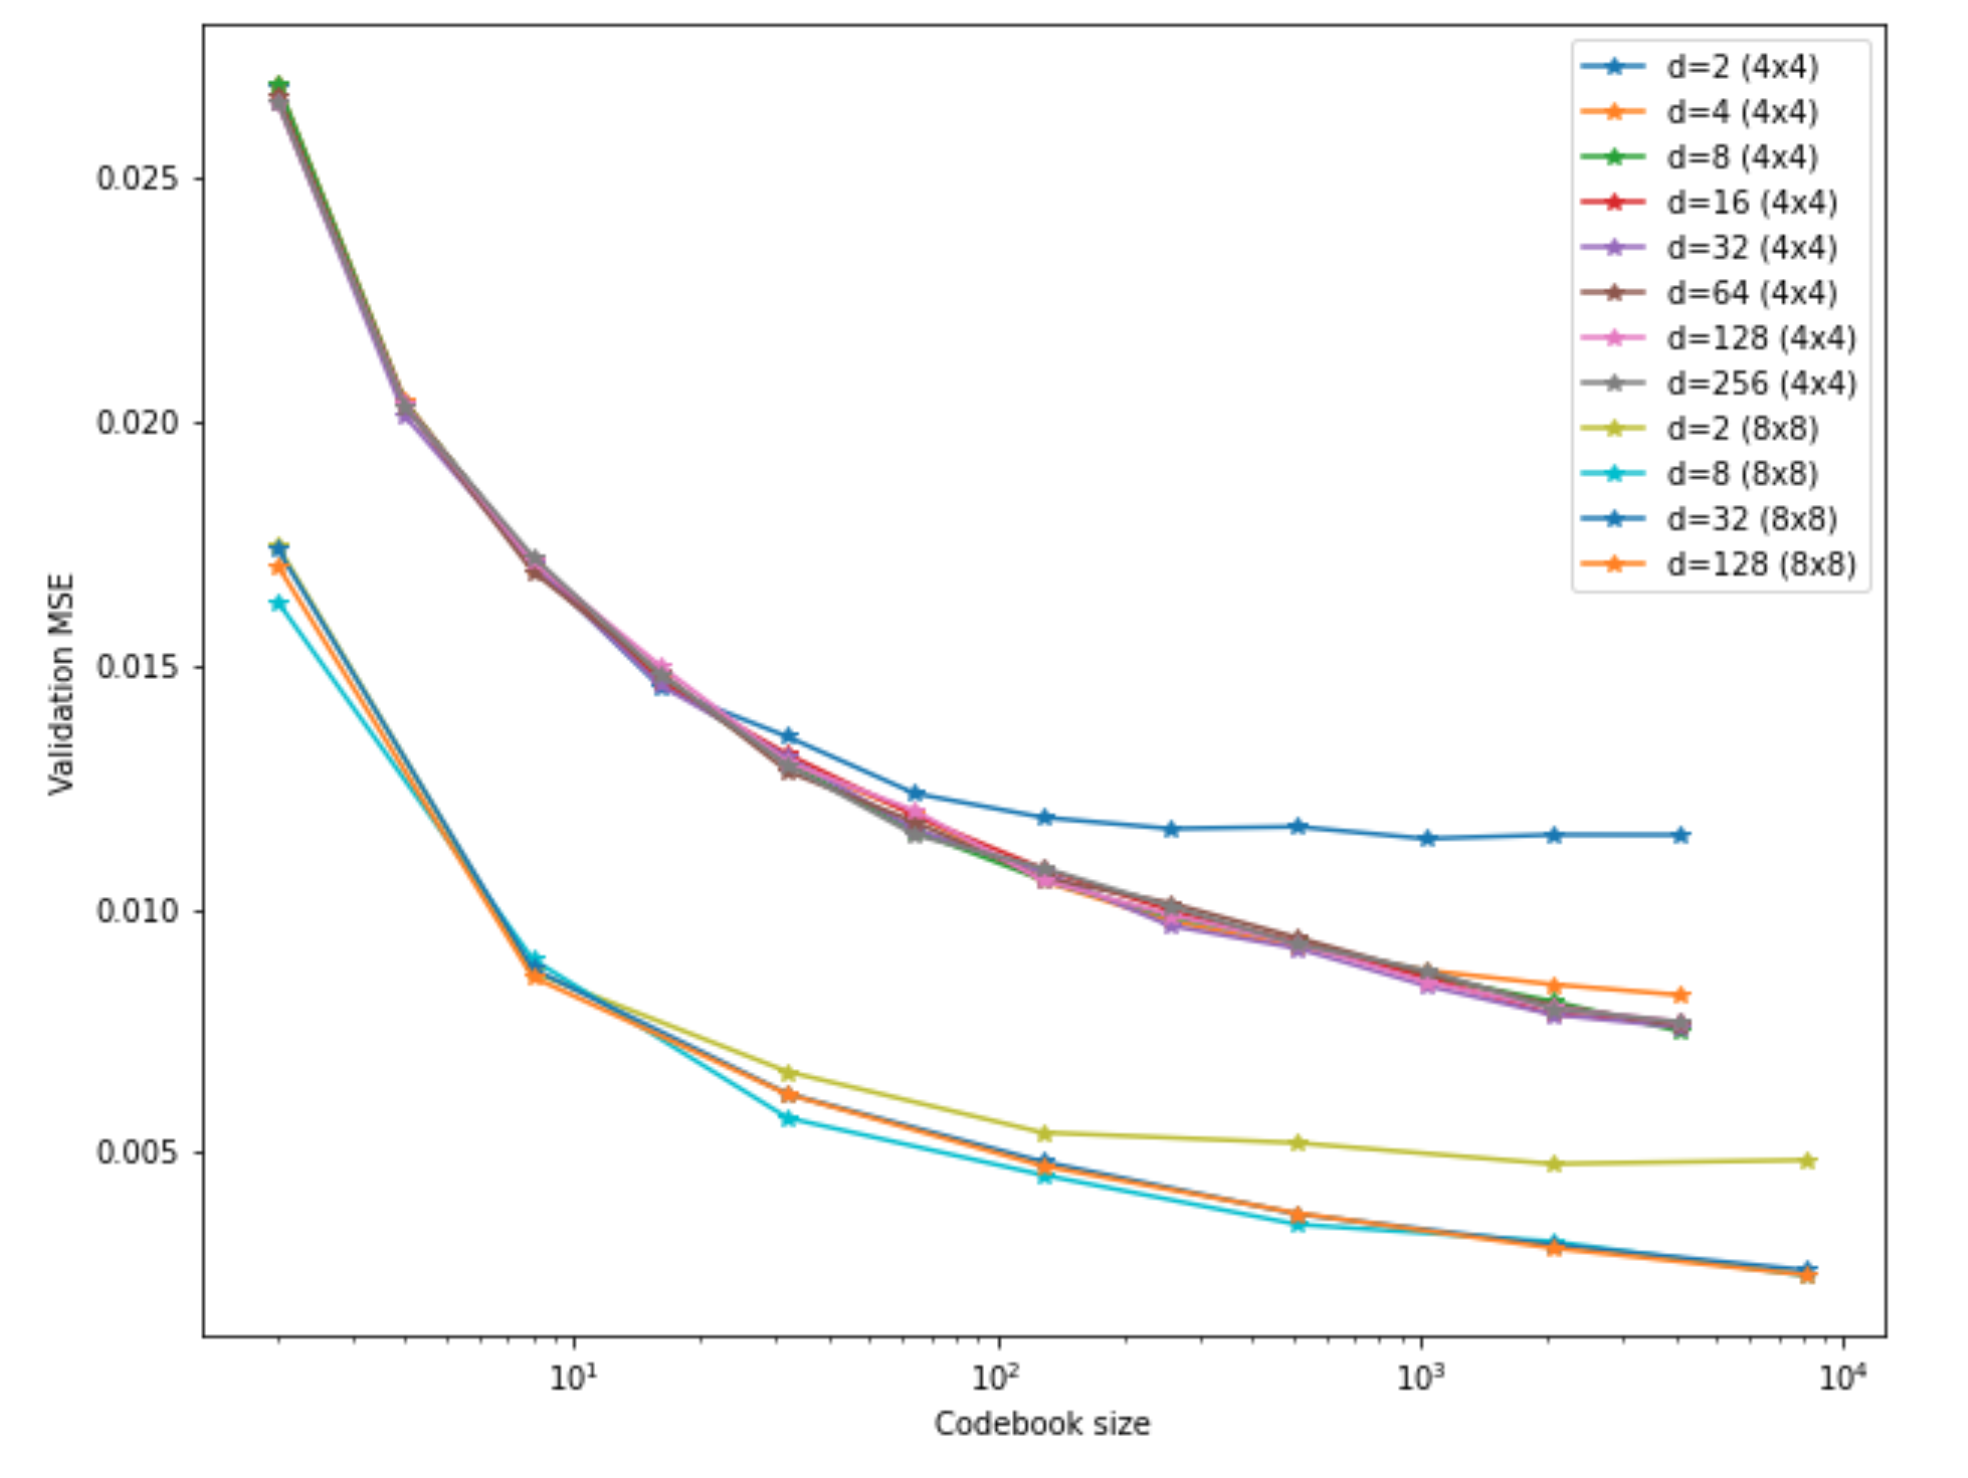 d=2 (4x4)
d=4 (4x4)
d=8 (4x4)
d=16 (4x4)
d=32 (4x4)
d=64 (4x4)
d=128 (4x4)
d=256 (4x4)
d=2 (8x8)
d=8 (8x8)
d=32 (8x8)
d=128 (8x8)
Validation MSE
0.025
0.020
0.015
0.010
0.005
10¹ 10² 10³ 10⁴
Codebook size